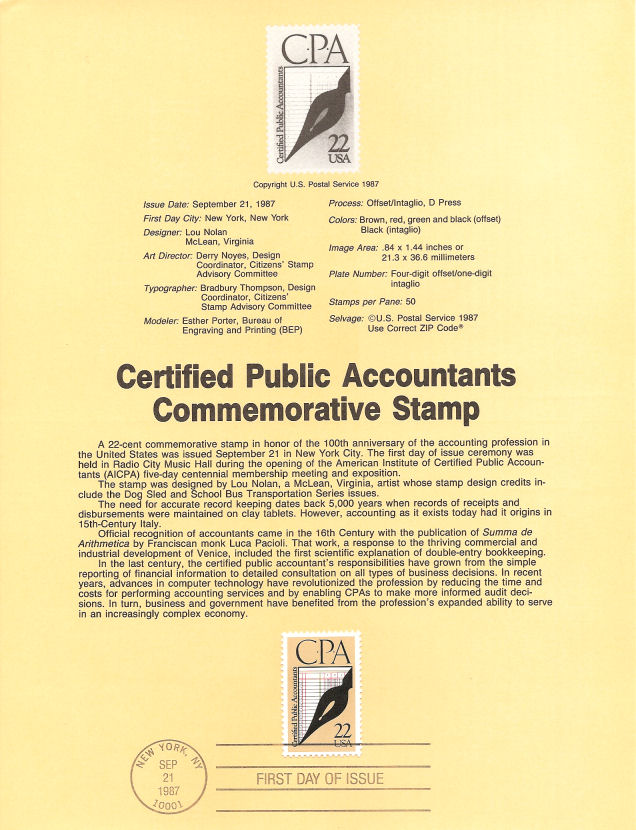 C·P·A
Certified Public Accountants
22
USA
Copyright U.S. Postal Service 1987
Issue Date: September 21, 1987
First Day City: New York, New York
Designer: Lou Nolan
McLean, Virginia
Art Director: Derry Noyes, Design
Coordinator, Citizens' Stamp
Advisory Committee
Typographer: Bradbury Thompson, Design
Coordinator, Citizens'
Stamp Advisory Committee
Modeler: Esther Porter, Bureau of
Engraving and Printing (BEP)
Process: Offset/Intaglio, D Press
Colors: Brown, red, green and black (offset)
Black (intaglio)
Image Area: .84 x 1.44 inches or
21.3 x 36.6 millimeters
Plate Number: Four-digit offset/one-digit
intaglio
Stamps per Pane: 50
Selvage: ©U.S. Postal Service 1987
Use Correct ZIP Code®
Certified Public Accountants
Commemorative Stamp
A 22-cent commemorative stamp in honor of the 100th anniversary of the accounting profession in
the United States was issued September 21 in New York City. The first day of issue ceremony was
held in Radio City Music Hall during the opening of the American Institute of Certified Public Accoun-
tants (AICPA) five-day centennial membership meeting and exposition.
The stamp was designed by Lou Nolan, a McLean, Virginia, artist whose stamp design credits in-
clude the Dog Sled and School Bus Transportation Series issues.
The need for accurate record keeping dates back 5,000 years when records of receipts and
disbursements were maintained on clay tablets. However, accounting as it exists today had it origins in
15th-Century Italy.
Official recognition of accountants came in the 16th Century with the publication of Summa de
Arithmetica by Franciscan monk Luca Pacioli. That work, a response to the thriving commercial and
industrial development of Venice, included the first scientific explanation of double-entry bookkeeping.
In the last century, the certified public accountant's responsibilities have grown from the simple
reporting of financial information to detailed consultation on all types of business decisions. In recent
years, advances in computer technology have revolutionized the profession by reducing the time and
costs for performing accounting services and by enabling CPAs to make more informed audit deci-
sions. In turn, business and government have benefited from the profession's expanded ability to serve
in an increasingly complex economy.
C·P·A
Certified Public Accountants
22
USA
NEW YORK, NY
SEP
21
1987
10001
FIRST DAY OF ISSUE